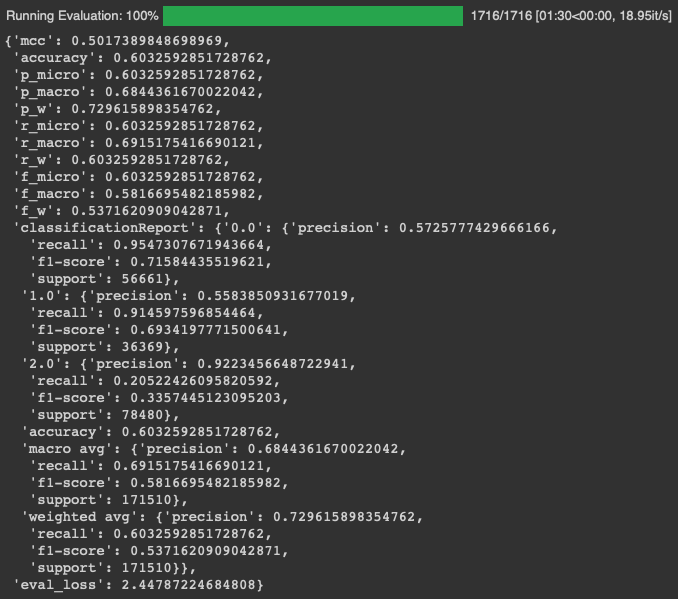 Running Evaluation: 100% 1716/1716 [01:30<00:00, 18.95it/s]
{'mcc': 0.5017389848698969,
'accuracy': 0.6032592851728762,
'p_micro': 0.6032592851728762,
'p_macro': 0.6844361670022042,
'p_w': 0.729615898354762,
'r_micro': 0.6032592851728762,
'r_macro': 0.6915175416690121,
'r_w': 0.6032592851728762,
'f_micro': 0.6032592851728762,
'f_macro': 0.5816695482185982,
'f_w': 0.5371620909042871,
'classificationReport': {'0.0': {'precision': 0.5725777429666166,
'recall': 0.9547307671943664,
'f1-score': 0.71584435519621,
'support': 56661},
'1.0': {'precision': 0.5583850931677019,
'recall': 0.914597596854464,
'f1-score': 0.6934197771500641,
'support': 36369},
'2.0': {'precision': 0.9223456648722941,
'recall': 0.20522426095820592,
'f1-score': 0.3357445123095203,
'support': 78480},
'accuracy': 0.6032592851728762,
'macro avg': {'precision': 0.6844361670022042,
'recall': 0.6915175416690121,
'f1-score': 0.5816695482185982,
'support': 171510},
'weighted avg': {'precision': 0.729615898354762,
'recall': 0.6032592851728762,
'f1-score': 0.5371620909042871,
'support': 171510}},
'eval_loss': 2.44787224684808}